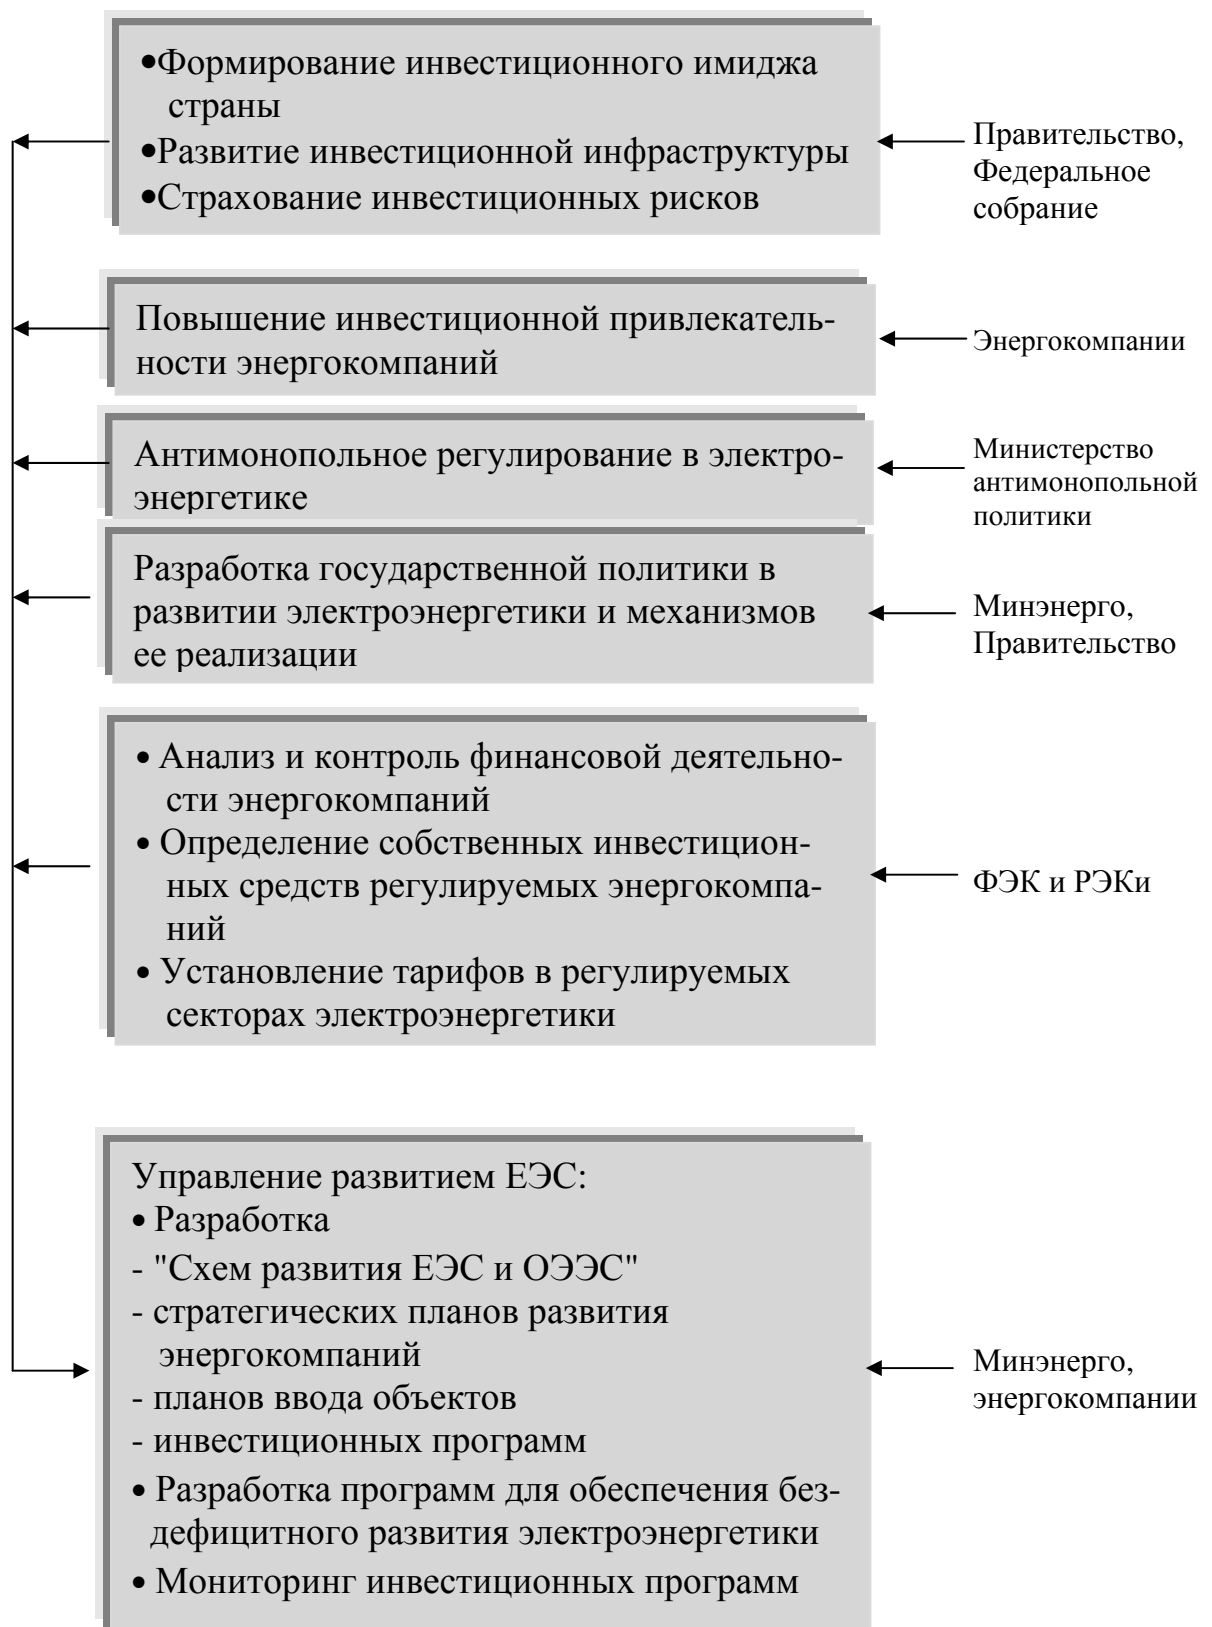 •Формирование инвестиционного имиджа
страны
•Развитие инвестиционной инфраструктуры
•Страхование инвестиционных рисков
Правительство,
Федеральное
собрание
Повышение инвестиционной привлекатель-
ности энергокомпаний
Энергокомпании
Антимонопольное регулирование в электро-
энергетике
Министерство
антимонопольной
политики
Разработка государственной политики в
развитии электроэнергетики и механизмов
ее реализации
Минэнерго,
Правительство
• Анализ и контроль финансовой деятельно-
сти энергокомпаний
• Определение собственных инвестицион-
ных средств регулируемых энергокомпа-
ний
• Установление тарифов в регулируемых
секторах электроэнергетики
ФЭК и РЭКи
Управление развитием ЕЭС:
• Разработка
- "Схем развития ЕЭС и ОЭЭС"
- стратегических планов развития
энергокомпаний
- планов ввода объектов
- инвестиционных программ
• Разработка программ для обеспечения без-
дефицитного развития электроэнергетики
• Мониторинг инвестиционных программ
Минэнерго,
энергокомпании